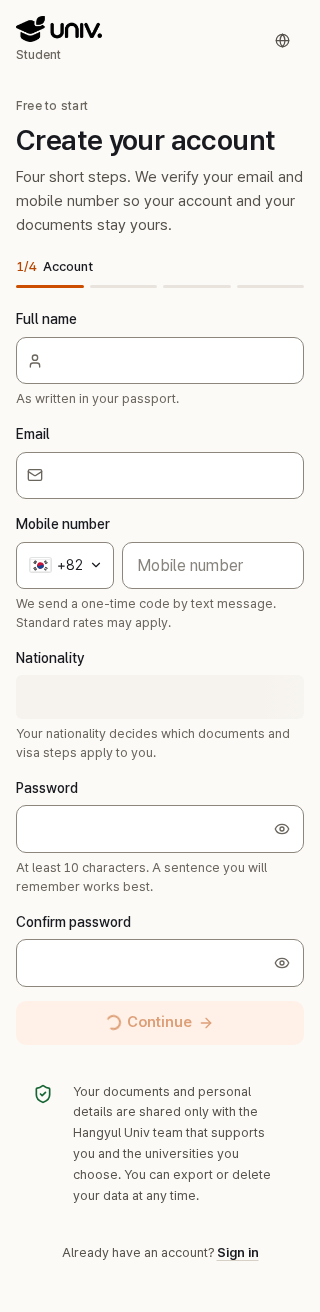 UNIV.
Student
Free to start
Create your account
Four short steps. We verify your email and
mobile number so your account and your
documents stay yours.
1/4 Account
Full name
As written in your passport.
Email
Mobile number
+82 Mobile number
We send a one-time code by text message.
Standard rates may apply.
Nationality
Your nationality decides which documents and
visa steps apply to you.
Password
At least 10 characters. A sentence you will
remember works best.
Confirm password
Continue
Your documents and personal
details are shared only with the
Hangyul Univ team that supports
you and the universities you
choose. You can export or delete
your data at any time.
Already have an account? Sign in